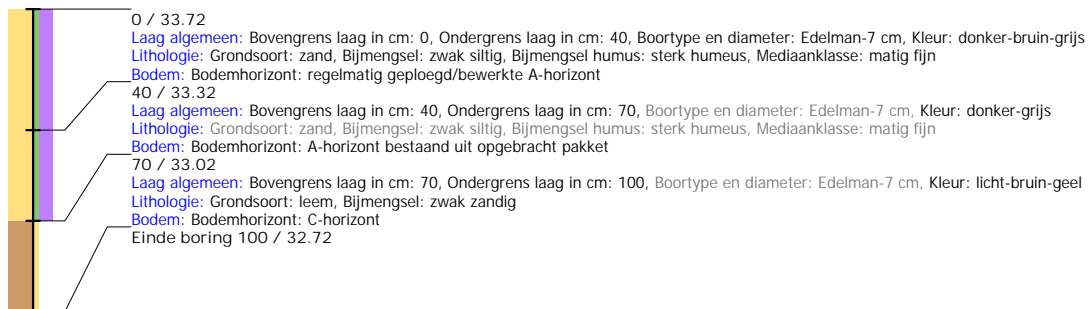 0 / 33.72
Laag algemeen: Bovengrens laag in cm: 0, Ondergrens laag in cm: 40, Boortype en diameter: Edelman-7 cm, Kleur: donker-bruin-grijs
Lithologie: Grondsoort: zand, Bijmengsel: zwak siltig, Bijmengsel humus: sterk humeus, Mediaanklasse: matig fijn
Bodem: Bodemhorizont: regelmatig geploegd/bewerkte A-horizont
40 / 33.32
Laag algemeen: Bovengrens laag in cm: 40, Ondergrens laag in cm: 70, Boortype en diameter: Edelman-7 cm, Kleur: donker-grijs
Lithologie: Grondsoort: zand, Bijmengsel: zwak siltig, Bijmengsel humus: sterk humeus, Mediaanklasse: matig fijn
Bodem: Bodemhorizont: A-horizont bestaand uit opgebracht pakket
70 / 33.02
Laag algemeen: Bovengrens laag in cm: 70, Ondergrens laag in cm: 100, Boortype en diameter: Edelman-7 cm, Kleur: licht-bruin-geel
Lithologie: Grondsoort: leem, Bijmengsel: zwak zandig
Bodem: Bodemhorizont: C-horizont
Einde boring 100 / 32.72